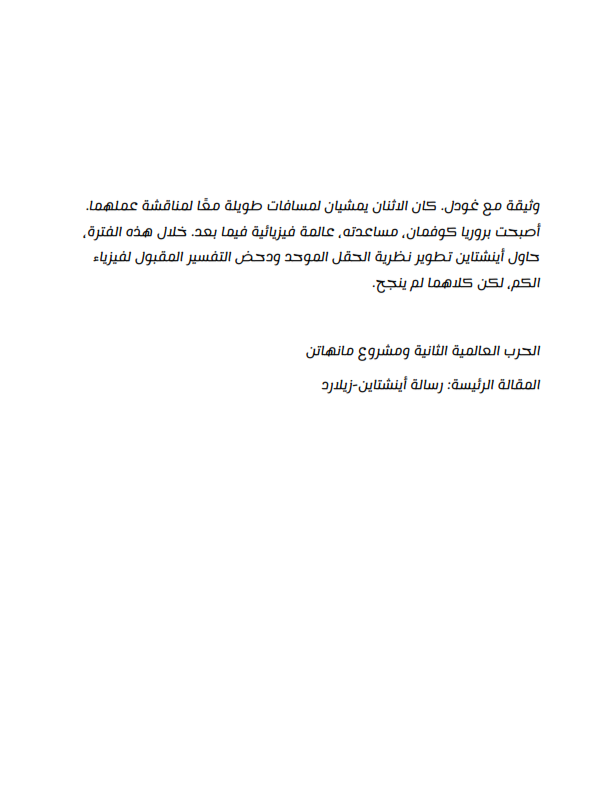 وثيقة مع غودل. كان الاثنان يمشيان لمسافات طويلة معًا لمناقشة عملهما.
أصبحت بروريا كوفمان، مساعدته، عالمة فيزيائية فيما بعد. خلال هذه الفترة،
حاول أينشتاين تطوير نظرية الحقل الموحد ودحض التفسير المقبول لفيزياء
الكم، لكن كلاهما لم ينجح.
الحرب العالمية الثانية ومشروع مانهاتن
المقالة الرئيسة: رسالة أينشتاين-زيلارد